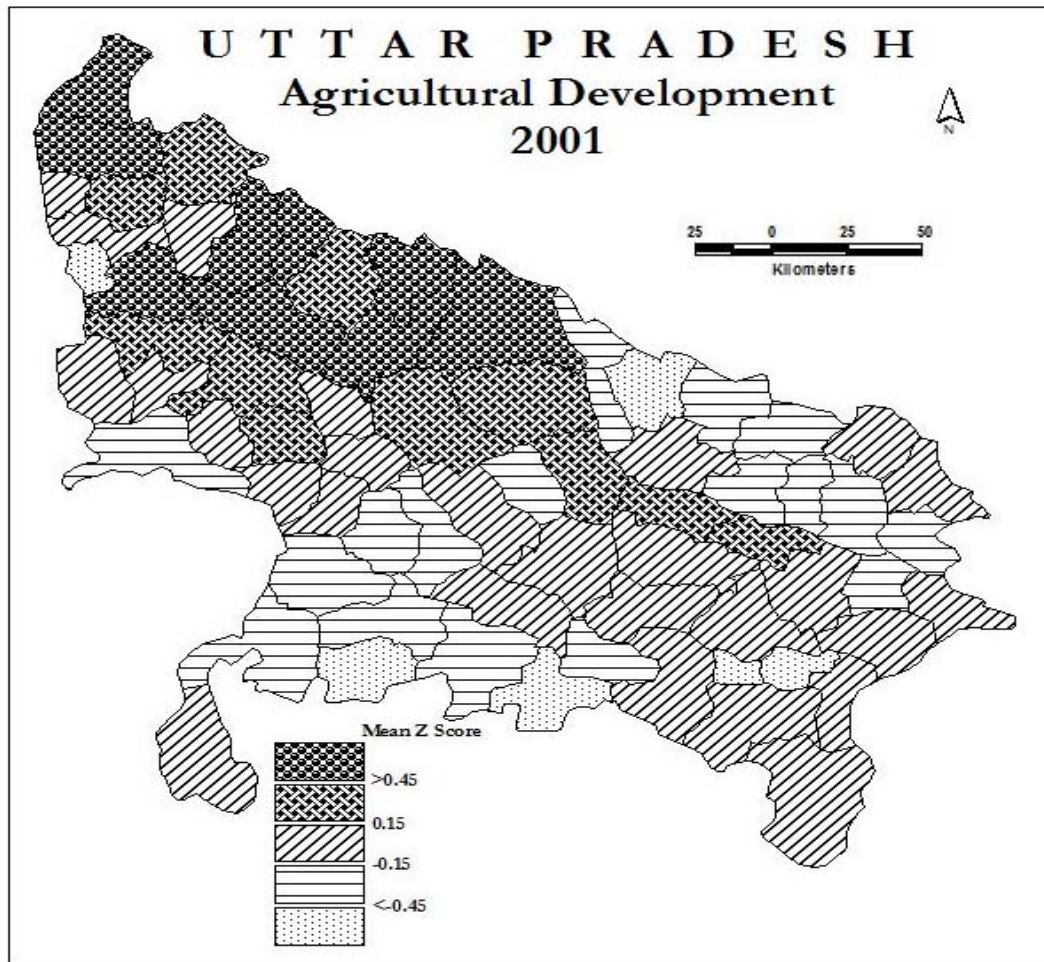 U T T A R P R A D E S H
Agricultural Development
2001
N
25 0 25 50
Kilometers
Mean Z Score
>0.45
0.15
-0.15
<-0.45